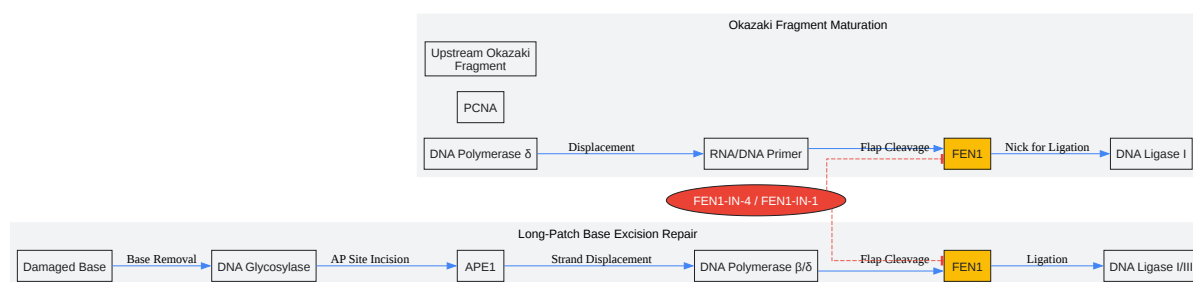 Okazaki Fragment Maturation
Upstream Okazaki
Fragment
PCNA
DNA Polymerase δ
Displacement
RNA/DNA Primer
Flap Cleavage
FEN1
Nick for Ligation
DNA Ligase I
FEN1-IN-4 / FEN1-IN-1
Long-Patch Base Excision Repair
Damaged Base
Base Removal
DNA Glycosylase
AP Site Incision
APE1
Strand Displacement
DNA Polymerase β/δ
Flap Cleavage
FEN1
Ligation
DNA Ligase I/III